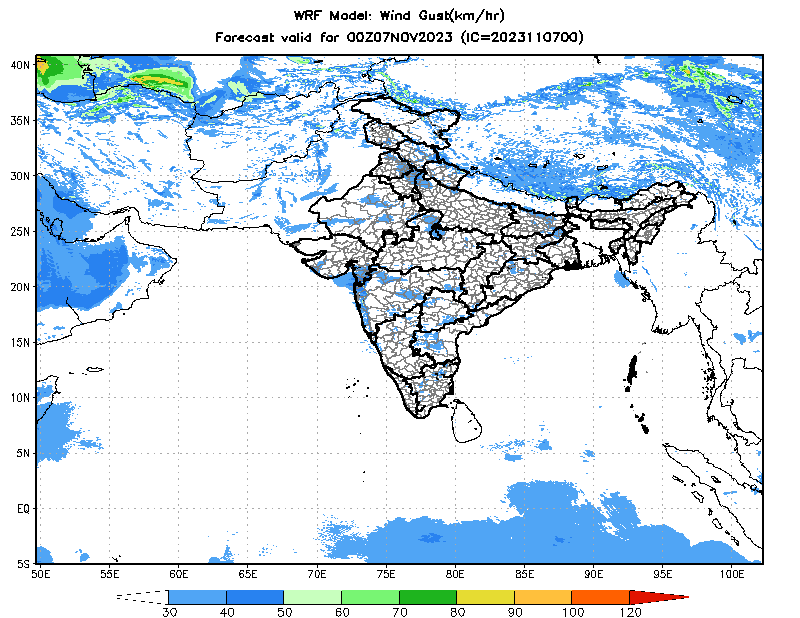 WRF Model: Wind Gust(km/hr)
Forecast valid for 00Z07NOV2023 (IC=2023110700)
40N
35N
30N
25N
20N
15N
10N
5N
EQ
5S
50E 55E 60E 65E 70E 75E 80E 85E 90E 95E 100E
30 40 50 60 70 80 90 100 120